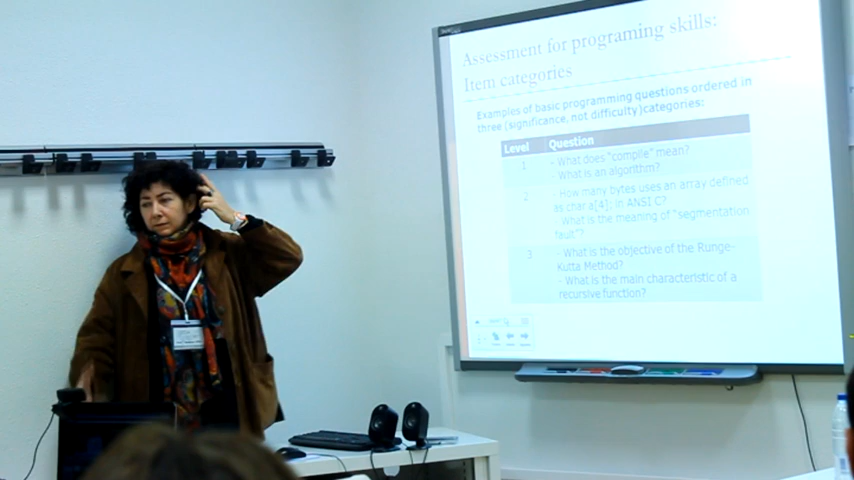 Assessment for programing skills:
Item categories
Examples of basic programming questions ordered in
three (significance, not difficulty)categories:
Level Question
1 - What does "compile" mean?
- What is an algorithm?
2 - How many bytes uses an array defined
as char a[4]; in ANSI C?
- What is the meaning of "segmentation
fault"?
3 - What is the objective of the Runge-
Kutta Method?
- What is the main characteristic of a
recursive function?